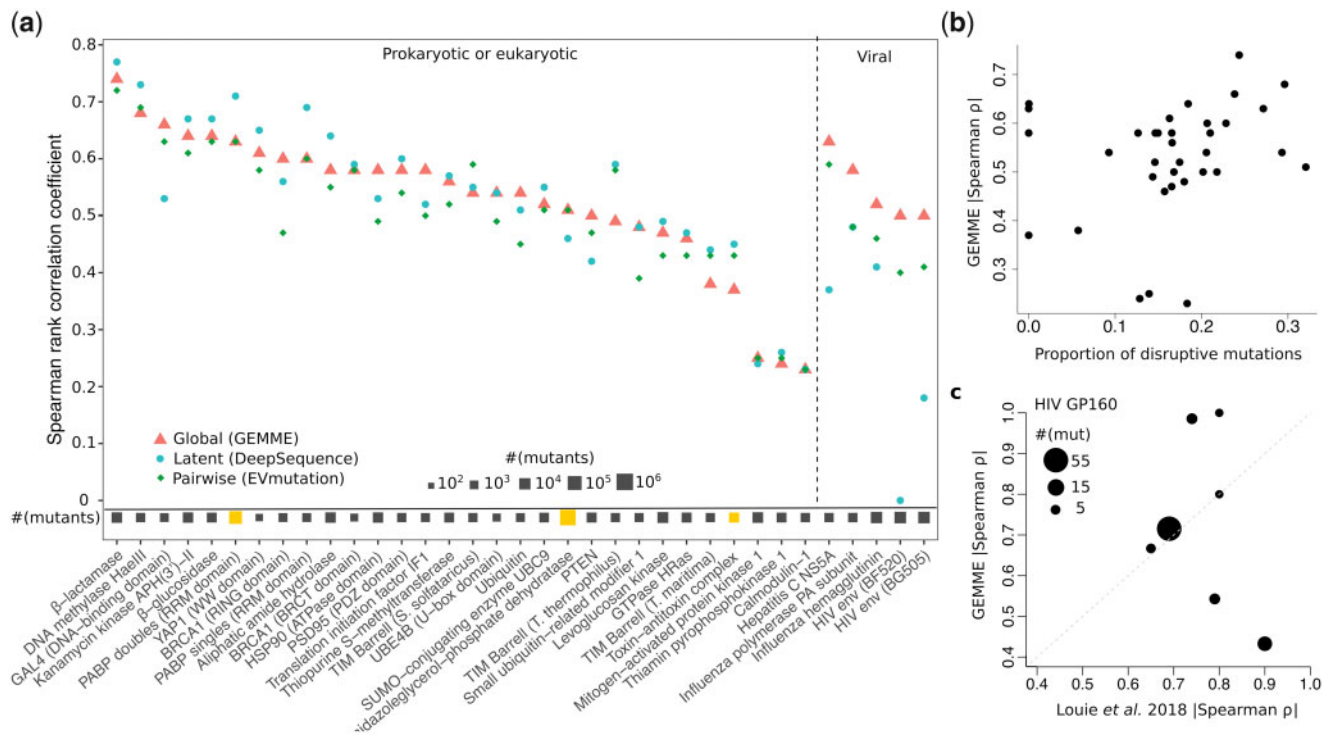 (a)
Prokaryotic or eukaryotic
Viral
0.8
0.7
0.6
0.5
0.4
0.3
0.2
0.1
0
Spearman rank correlation coefficient
Global (GEMME)
Latent (DeepSequence)
Pairwise (EVmutation)
#(mutants)
10² 10³ 10⁴ 10⁵ 10⁶
#(mutants)
β−lactamase
DNA methylase HaeIII
GAL4 (DNA−binding domain)
Kanamycin kinase APH(3')−II
β−glucosidase
PABP doubles (RRM domain)
YAP1 (WW domain)
BRCA1 (RING domain)
PABP singles (RRM domain)
Aliphatic amide hydrolase
BRCA1 (BRCT domain)
HSP90 (ATPase domain)
PSD95 (PDZ domain)
Translation initiation factor IF1
Thiopurine S−methyltransferase
TIM Barrel (S. solfataricus)
UBE4B (U−box domain)
Ubiquitin
SUMO−conjugating enzyme UBC9
idazoleglycerol−phosphate dehydratase
PTEN
TIM Barrel (T. thermophilus)
Small ubiquitin−related modifier 1
Levoglucosan kinase
GTPase HRas
TIM Barrel (T. maritima)
Toxin−antitoxin complex
Mitogen−activated protein kinase 1
Thiamin pyrophosphokinase 1
Calmodulin−1
Hepatitis C NS5A
Influenza polymerase PA subunit
Influenza hemagglutinin
HIV env (BF520)
HIV env (BG505)
(b)
GEMME |Spearman ρ|
0.7
0.6
0.5
0.4
0.3
0.0 0.1 0.2 0.3
Proportion of disruptive mutations
c
HIV GP160
#(mut)
55
15
5
GEMME |Spearman ρ|
1.0
0.9
0.8
0.7
0.6
0.5
0.4
0.4 0.5 0.6 0.7 0.8 0.9 1.0
Louie et al. 2018 |Spearman ρ|